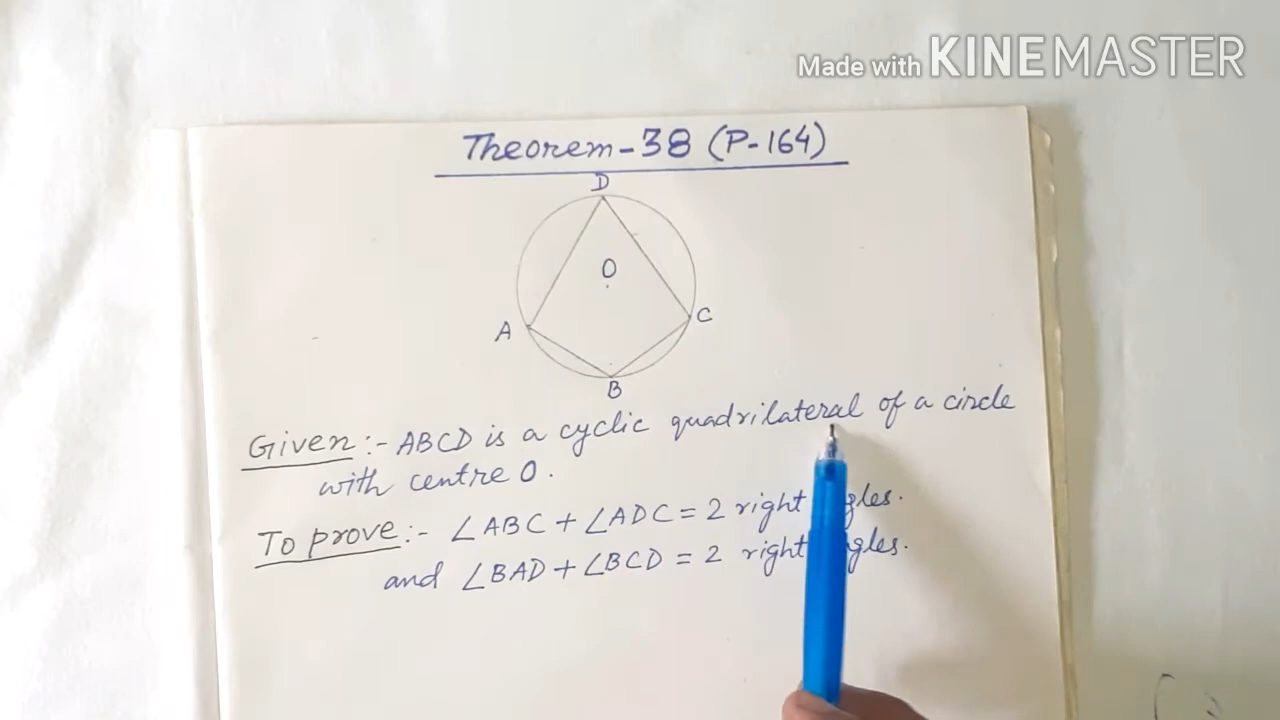 Made with KINEMASTER
Theorem-38 (P-164)
D
O
A
C
B
Given:- ABCD is a cyclic quadrilateral of a circle
with centre O.
To prove:- ∠ABC + ∠ADC = 2 right
and ∠BAD + ∠BCD = 2 right